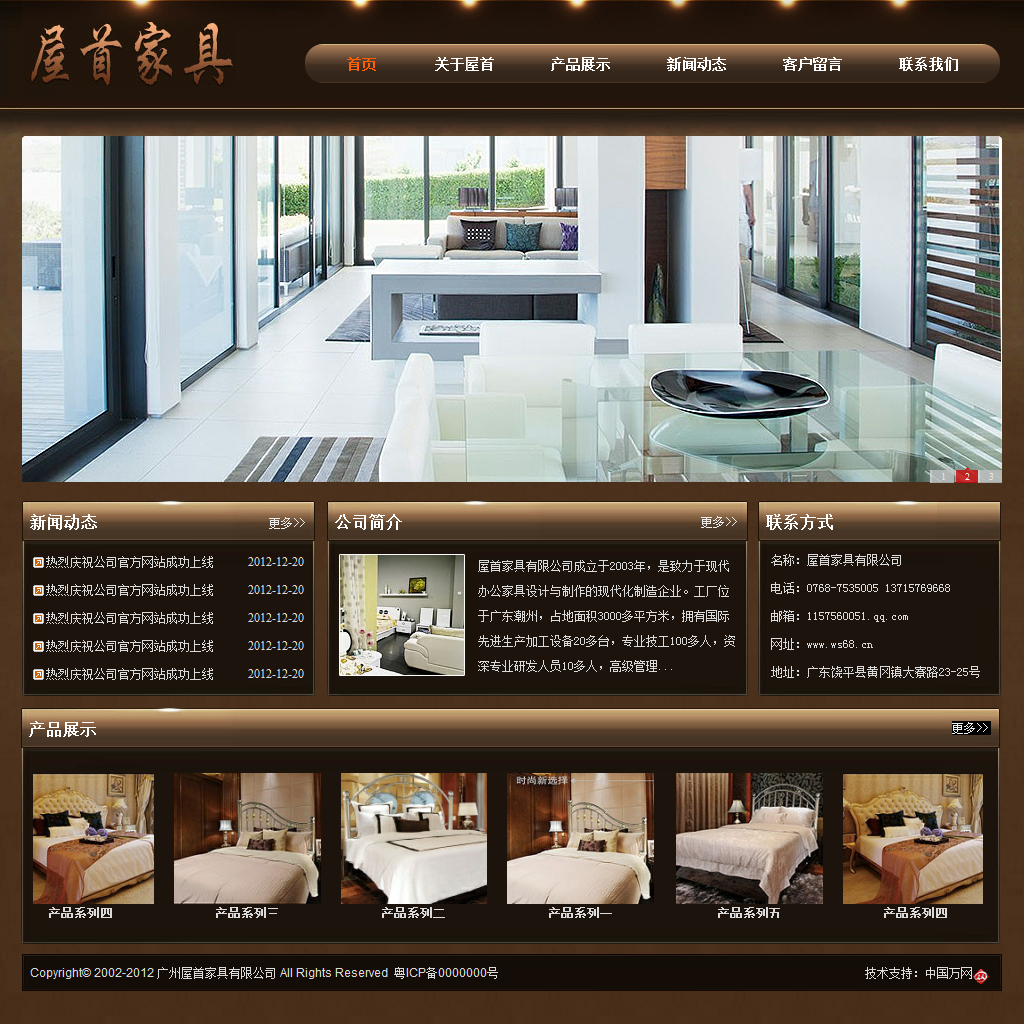 屋首家具
首页 关于屋首 产品展示 新闻动态 客户留言 联系我们
1 2 3
新闻动态 更多>>
热烈庆祝公司官方网站成功上线 2012-12-20
热烈庆祝公司官方网站成功上线 2012-12-20
热烈庆祝公司官方网站成功上线 2012-12-20
热烈庆祝公司官方网站成功上线 2012-12-20
热烈庆祝公司官方网站成功上线 2012-12-20
公司简介 更多>>
屋首家具有限公司成立于2003年，是致力于现代
办公家具设计与制作的现代化制造企业。工厂位
于广东潮州，占地面积3000多平方米，拥有国际
先进生产加工设备20多台，专业技工100多人，资
深专业研发人员10多人，高级管理...
联系方式
名称：屋首家具有限公司
电话：0768-7535005 13715769668
邮箱：1157560051.qq.com
网址：www.ws68.cn
地址：广东饶平县黄冈镇大寮路23-25号
产品展示 更多>>
时尚新选择
产品系列四 产品系列三 产品系列二 产品系列一 产品系列五 产品系列四
Copyright© 2002-2012 广州屋首家具有限公司 All Rights Reserved 粤ICP备0000000号
技术支持：中国万网